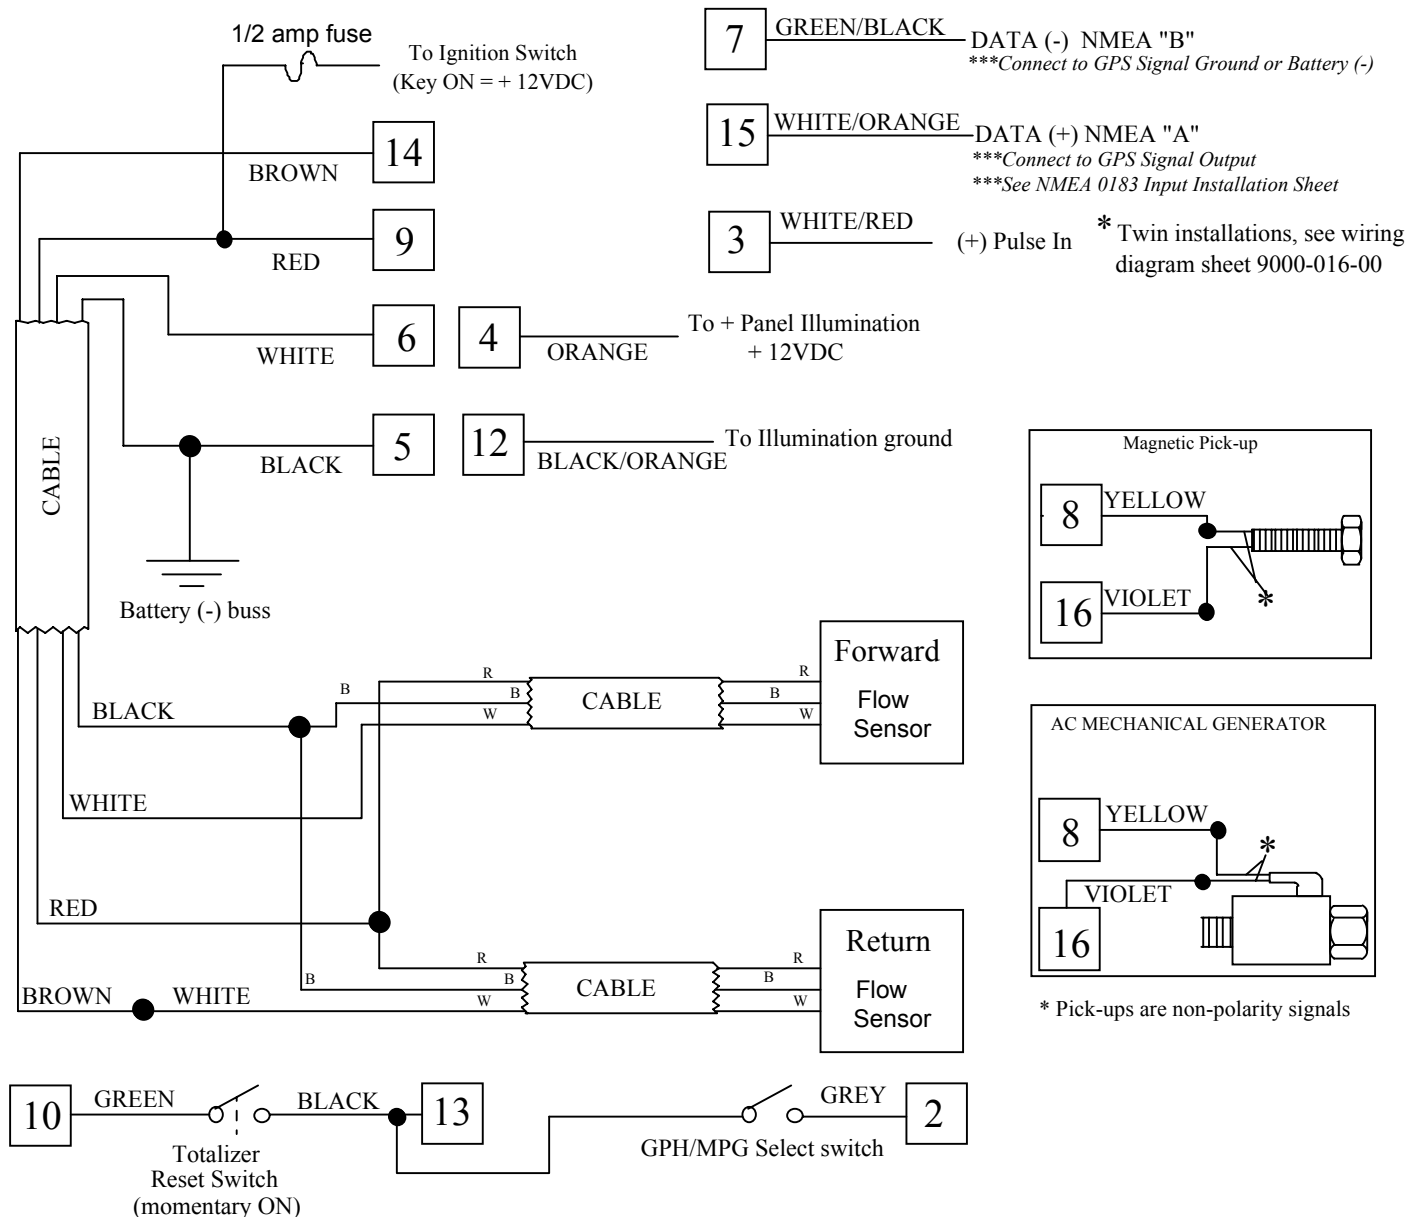 1/2 amp fuse
To Ignition Switch
(Key ON = + 12VDC)
14
BROWN
9
RED
6
WHITE
4
ORANGE
To + Panel Illumination
+ 12VDC
5
BLACK
12
BLACK/ORANGE
To Illumination ground
CABLE
Battery (-) buss
7
GREEN/BLACK
DATA (-) NMEA "B"
***Connect to GPS Signal Ground or Battery (-)
15
WHITE/ORANGE
DATA (+) NMEA "A"
***Connect to GPS Signal Output
***See NMEA 0183 Input Installation Sheet
3
WHITE/RED
(+) Pulse In
* Twin installations, see wiring
diagram sheet 9000-016-00
Magnetic Pick-up
8
YELLOW
16
VIOLET
*
AC MECHANICAL GENERATOR
8
YELLOW
*
VIOLET
16
* Pick-ups are non-polarity signals
BLACK
B
R
B
W
CABLE
R
B
W
Forward
Flow
Sensor
WHITE
RED
BROWN
WHITE
B
R
B
W
CABLE
R
B
W
Return
Flow
Sensor
10
GREEN
BLACK
13
Totalizer
Reset Switch
(momentary ON)
GPH/MPG Select switch
GREY
2